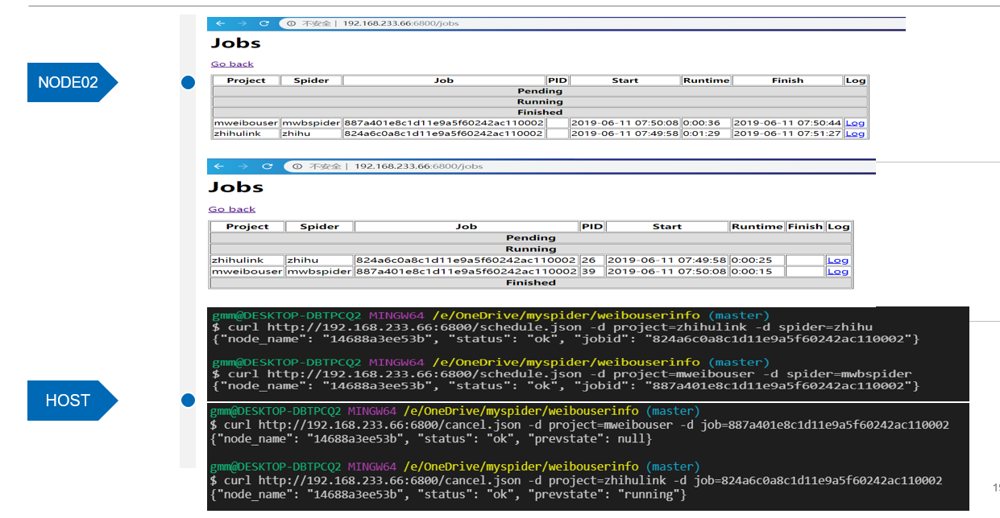 不安全 | 192.168.233.66:6800/jobs
Jobs
Go back
Project Spider Job PID Start Runtime Finish Log
Pending
Running
Finished
mweibouser mwbspider 887a401e8c1d11e9a5f60242ac110002 2019-06-11 07:50:08 0:00:36 2019-06-11 07:50:44 Log
zhihulink zhihu 824a6c0a8c1d11e9a5f60242ac110002 2019-06-11 07:49:58 0:01:29 2019-06-11 07:51:27 Log
NODE02
不安全 | 192.168.233.66:6800/jobs
Jobs
Go back
Project Spider Job PID Start Runtime Finish Log
Pending
Running
zhihulink zhihu 824a6c0a8c1d11e9a5f60242ac110002 26 2019-06-11 07:49:58 0:00:25 Log
mweibouser mwbspider 887a401e8c1d11e9a5f60242ac110002 39 2019-06-11 07:50:08 0:00:15 Log
Finished
gmm@DESKTOP-DBTPCQ2 MINGW64 /e/OneDrive/myspider/weibouserinfo (master)
$ curl http://192.168.233.66:6800/schedule.json -d project=zhihulink -d spider=zhihu
{"node_name": "14688a3ee53b", "status": "ok", "jobid": "824a6c0a8c1d11e9a5f60242ac110002"}
gmm@DESKTOP-DBTPCQ2 MINGW64 /e/OneDrive/myspider/weibouserinfo (master)
$ curl http://192.168.233.66:6800/schedule.json -d project=mweibouser -d spider=mwbspider
{"node_name": "14688a3ee53b", "status": "ok", "jobid": "887a401e8c1d11e9a5f60242ac110002"}
HOST
gmm@DESKTOP-DBTPCQ2 MINGW64 /e/OneDrive/myspider/weibouserinfo (master)
$ curl http://192.168.233.66:6800/cancel.json -d project=mweibouser -d job=887a401e8c1d11e9a5f60242ac110002
{"node_name": "14688a3ee53b", "status": "ok", "prevstate": null}
gmm@DESKTOP-DBTPCQ2 MINGW64 /e/OneDrive/myspider/weibouserinfo (master)
$ curl http://192.168.233.66:6800/cancel.json -d project=zhihulink -d job=824a6c0a8c1d11e9a5f60242ac110002
{"node_name": "14688a3ee53b", "status": "ok", "prevstate": "running"}